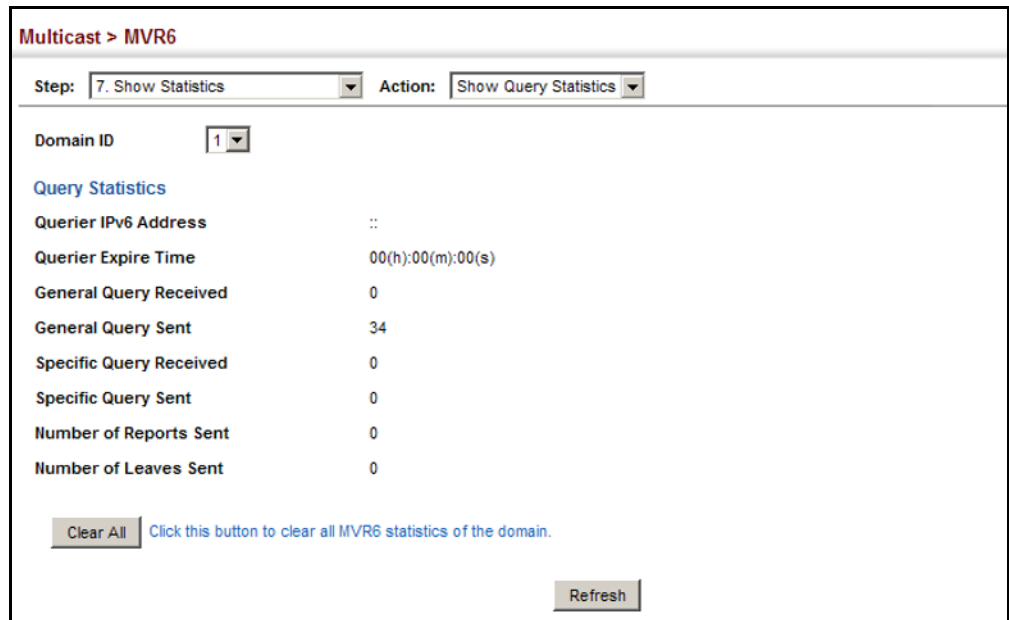 Multicast > MVR6
Step: 7. Show Statistics Action: Show Query Statistics
Domain ID 1
Query Statistics
Querier IPv6 Address ::
Querier Expire Time 00(h):00(m):00(s)
General Query Received 0
General Query Sent 34
Specific Query Received 0
Specific Query Sent 0
Number of Reports Sent 0
Number of Leaves Sent 0
Clear All Click this button to clear all MVR6 statistics of the domain.
Refresh